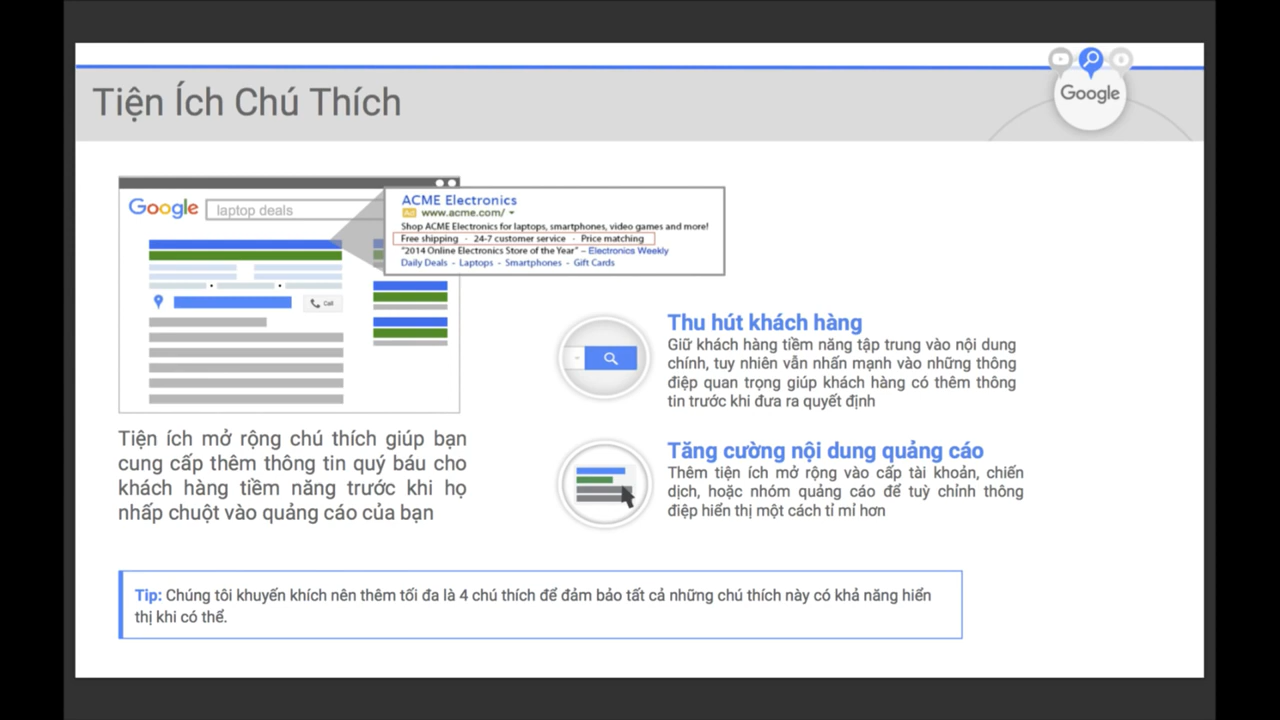 Tiện Ích Chú Thích
Google
Google
laptop deals
ACME Electronics
Ad www.acme.com/
Shop ACME Electronics for laptops, smartphones, video games and more!
Free shipping · 24-7 customer service · Price matching
"2014 Online Electronics Store of the Year" – Electronics Weekly
Daily Deals - Laptops - Smartphones - Gift Cards
Call
Tiện ích mở rộng chú thích giúp bạn
cung cấp thêm thông tin quý báu cho
khách hàng tiềm năng trước khi họ
nhấp chuột vào quảng cáo của bạn
Thu hút khách hàng
Giữ khách hàng tiềm năng tập trung vào nội dung
chính, tuy nhiên vẫn nhấn mạnh vào những thông
điệp quan trọng giúp khách hàng có thêm thông
tin trước khi đưa ra quyết định
Tăng cường nội dung quảng cáo
Thêm tiện ích mở rộng vào cấp tài khoản, chiến
dịch, hoặc nhóm quảng cáo để tuỳ chỉnh thông
điệp hiển thị một cách tỉ mỉ hơn
Tip: Chúng tôi khuyến khích nên thêm tối đa là 4 chú thích để đảm bảo tất cả những chú thích này có khả năng hiển
thị khi có thể.